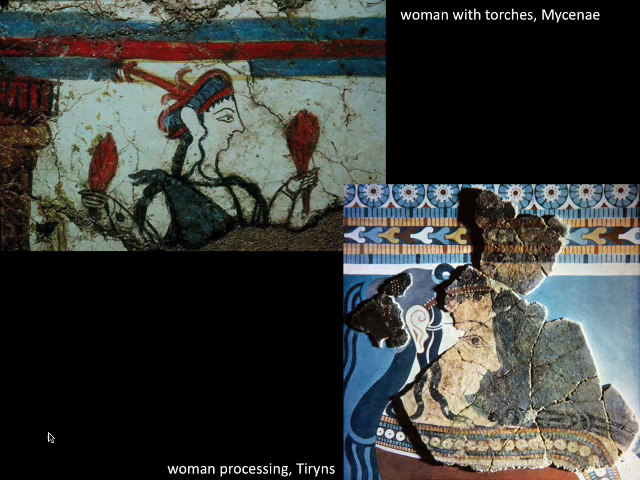 woman with torches, Mycenae
woman processing, Tiryns